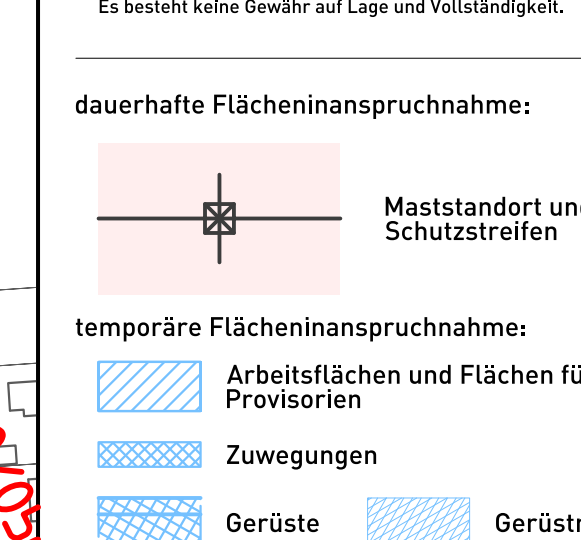 Es besteht keine Gewähr auf Lage und Vollständigkeit.
dauerhafte Flächeninanspruchnahme:
Maststandort und
Schutzstreifen
temporäre Flächeninanspruchnahme:
Arbeitsflächen und Flächen fü
Provisorien
Zuwegungen
Gerüste
Gerüst